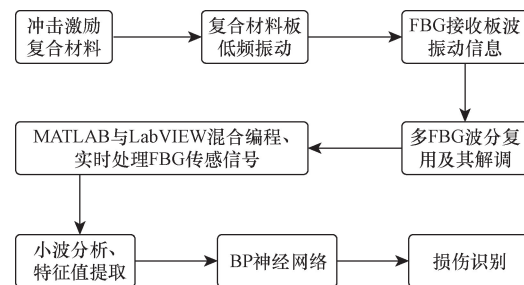 冲击激励
复合材料
复合材料板
低频振动
FBG接收板波
振动信息
多FBG波分复
用及其解调
MATLAB与LabVIEW混合编程、
实时处理FBG传感信号
小波分析、
特征值提取
BP神经网络
损伤识别